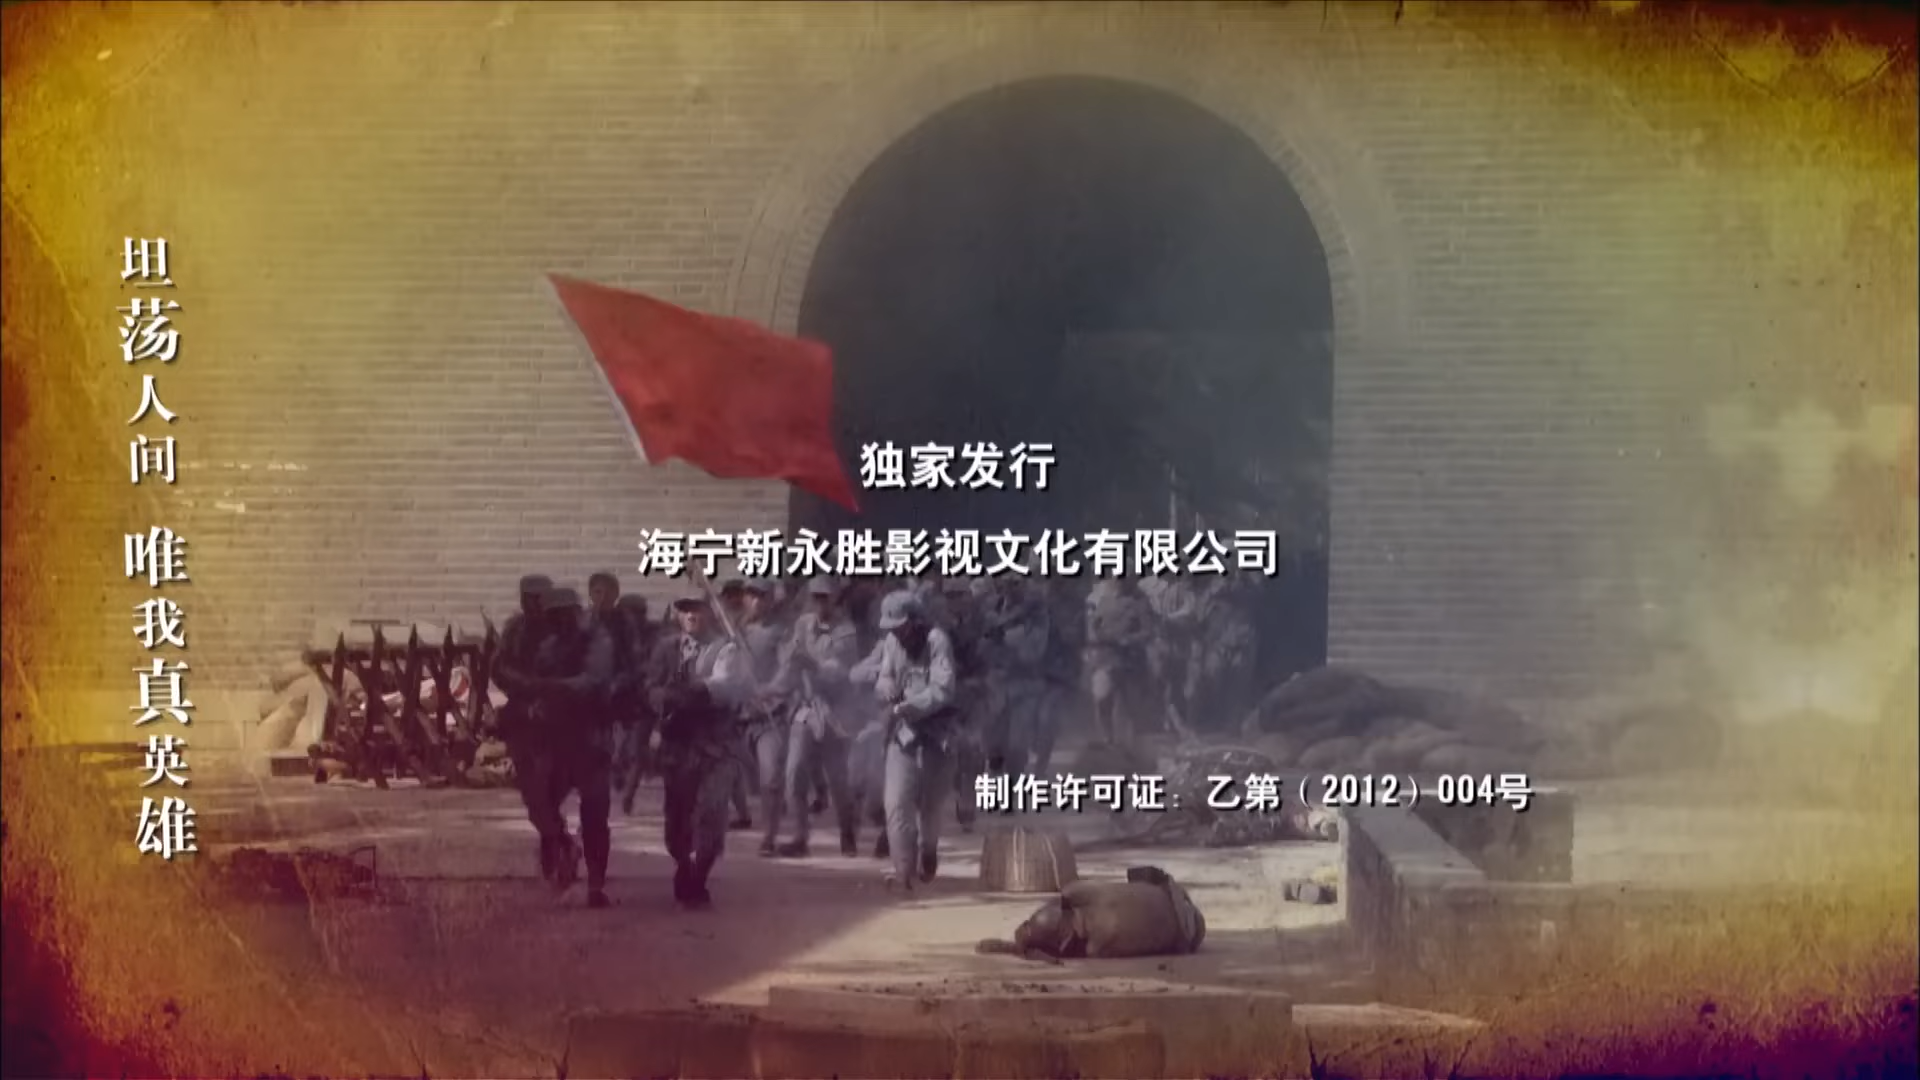 坦荡人间 唯我真英雄
独家发行
海宁新永胜影视文化有限公司
制作许可证：乙第（2012）004号